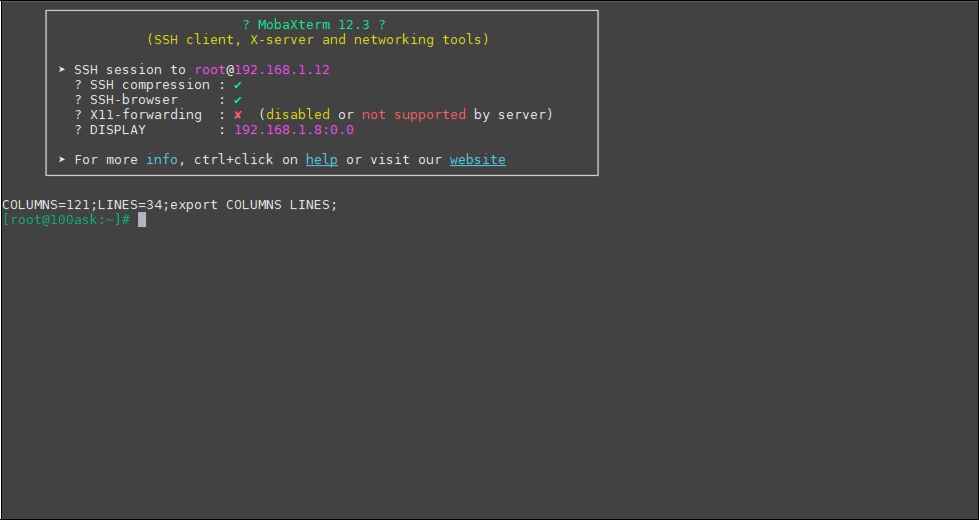 ? MobaXterm 12.3 ?
(SSH client, X-server and networking tools)
➤ SSH session to root@192.168.1.12
? SSH compression : ✔
? SSH-browser     : ✔
? X11-forwarding  : ✘  (disabled or not supported by server)
? DISPLAY         : 192.168.1.8:0.0
➤ For more info, ctrl+click on help or visit our website
COLUMNS=121;LINES=34;export COLUMNS LINES;
[root@100ask:~]#